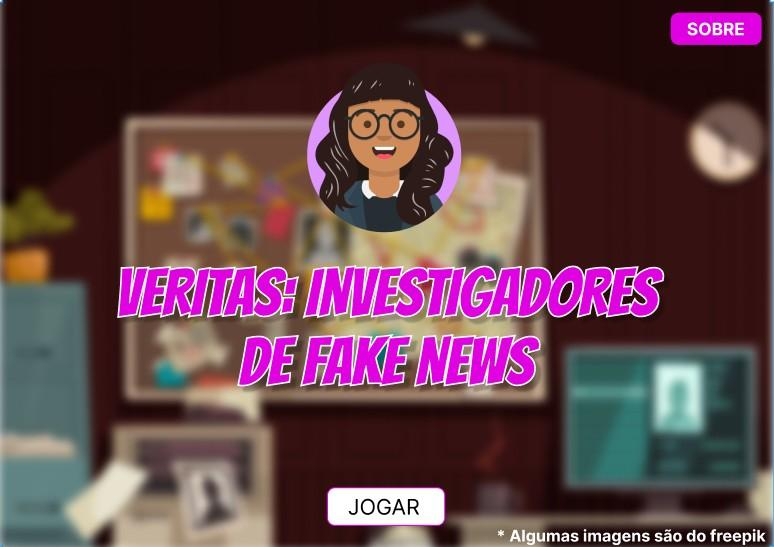 SOBRE
VERITAS: INVESTIGADORES
DE FAKE NEWS
JOGAR
* Algumas imagens são do freepik